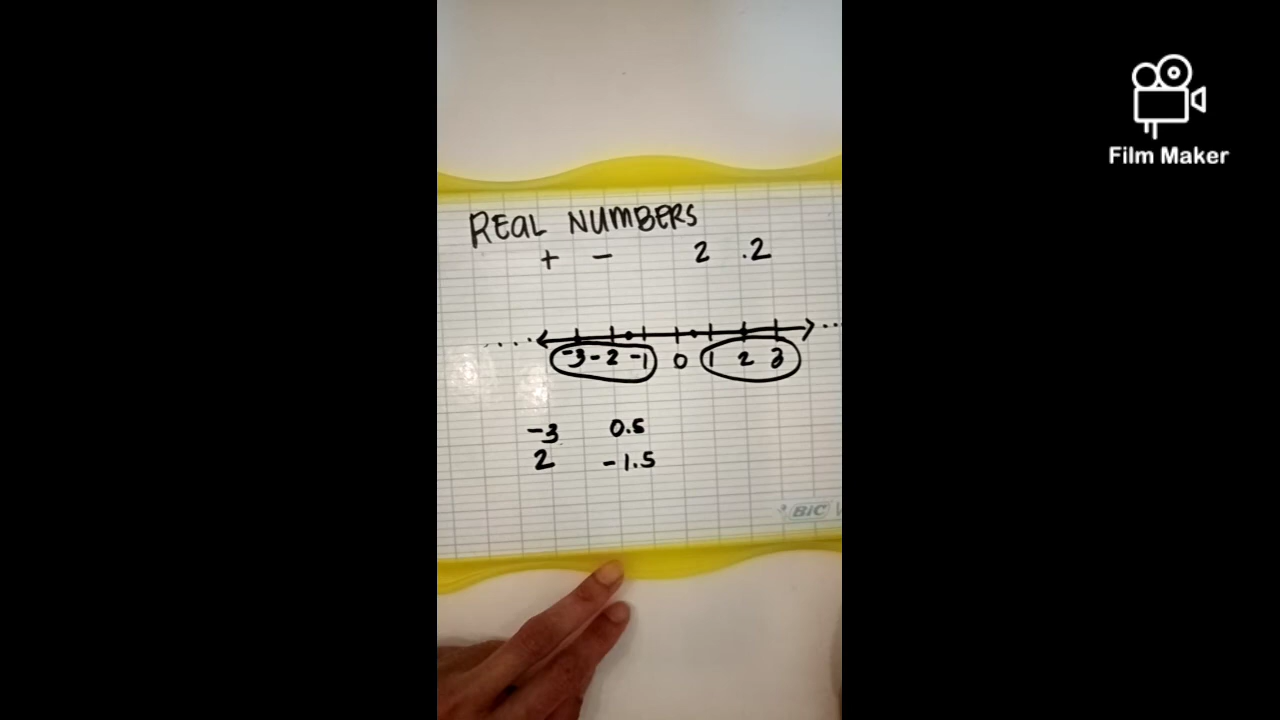 Film Maker
REAL NUMBERS
+ - 2 .2
-3 -2 -1 0 1 2 3
-3 0.5
2 -1.5
BIC